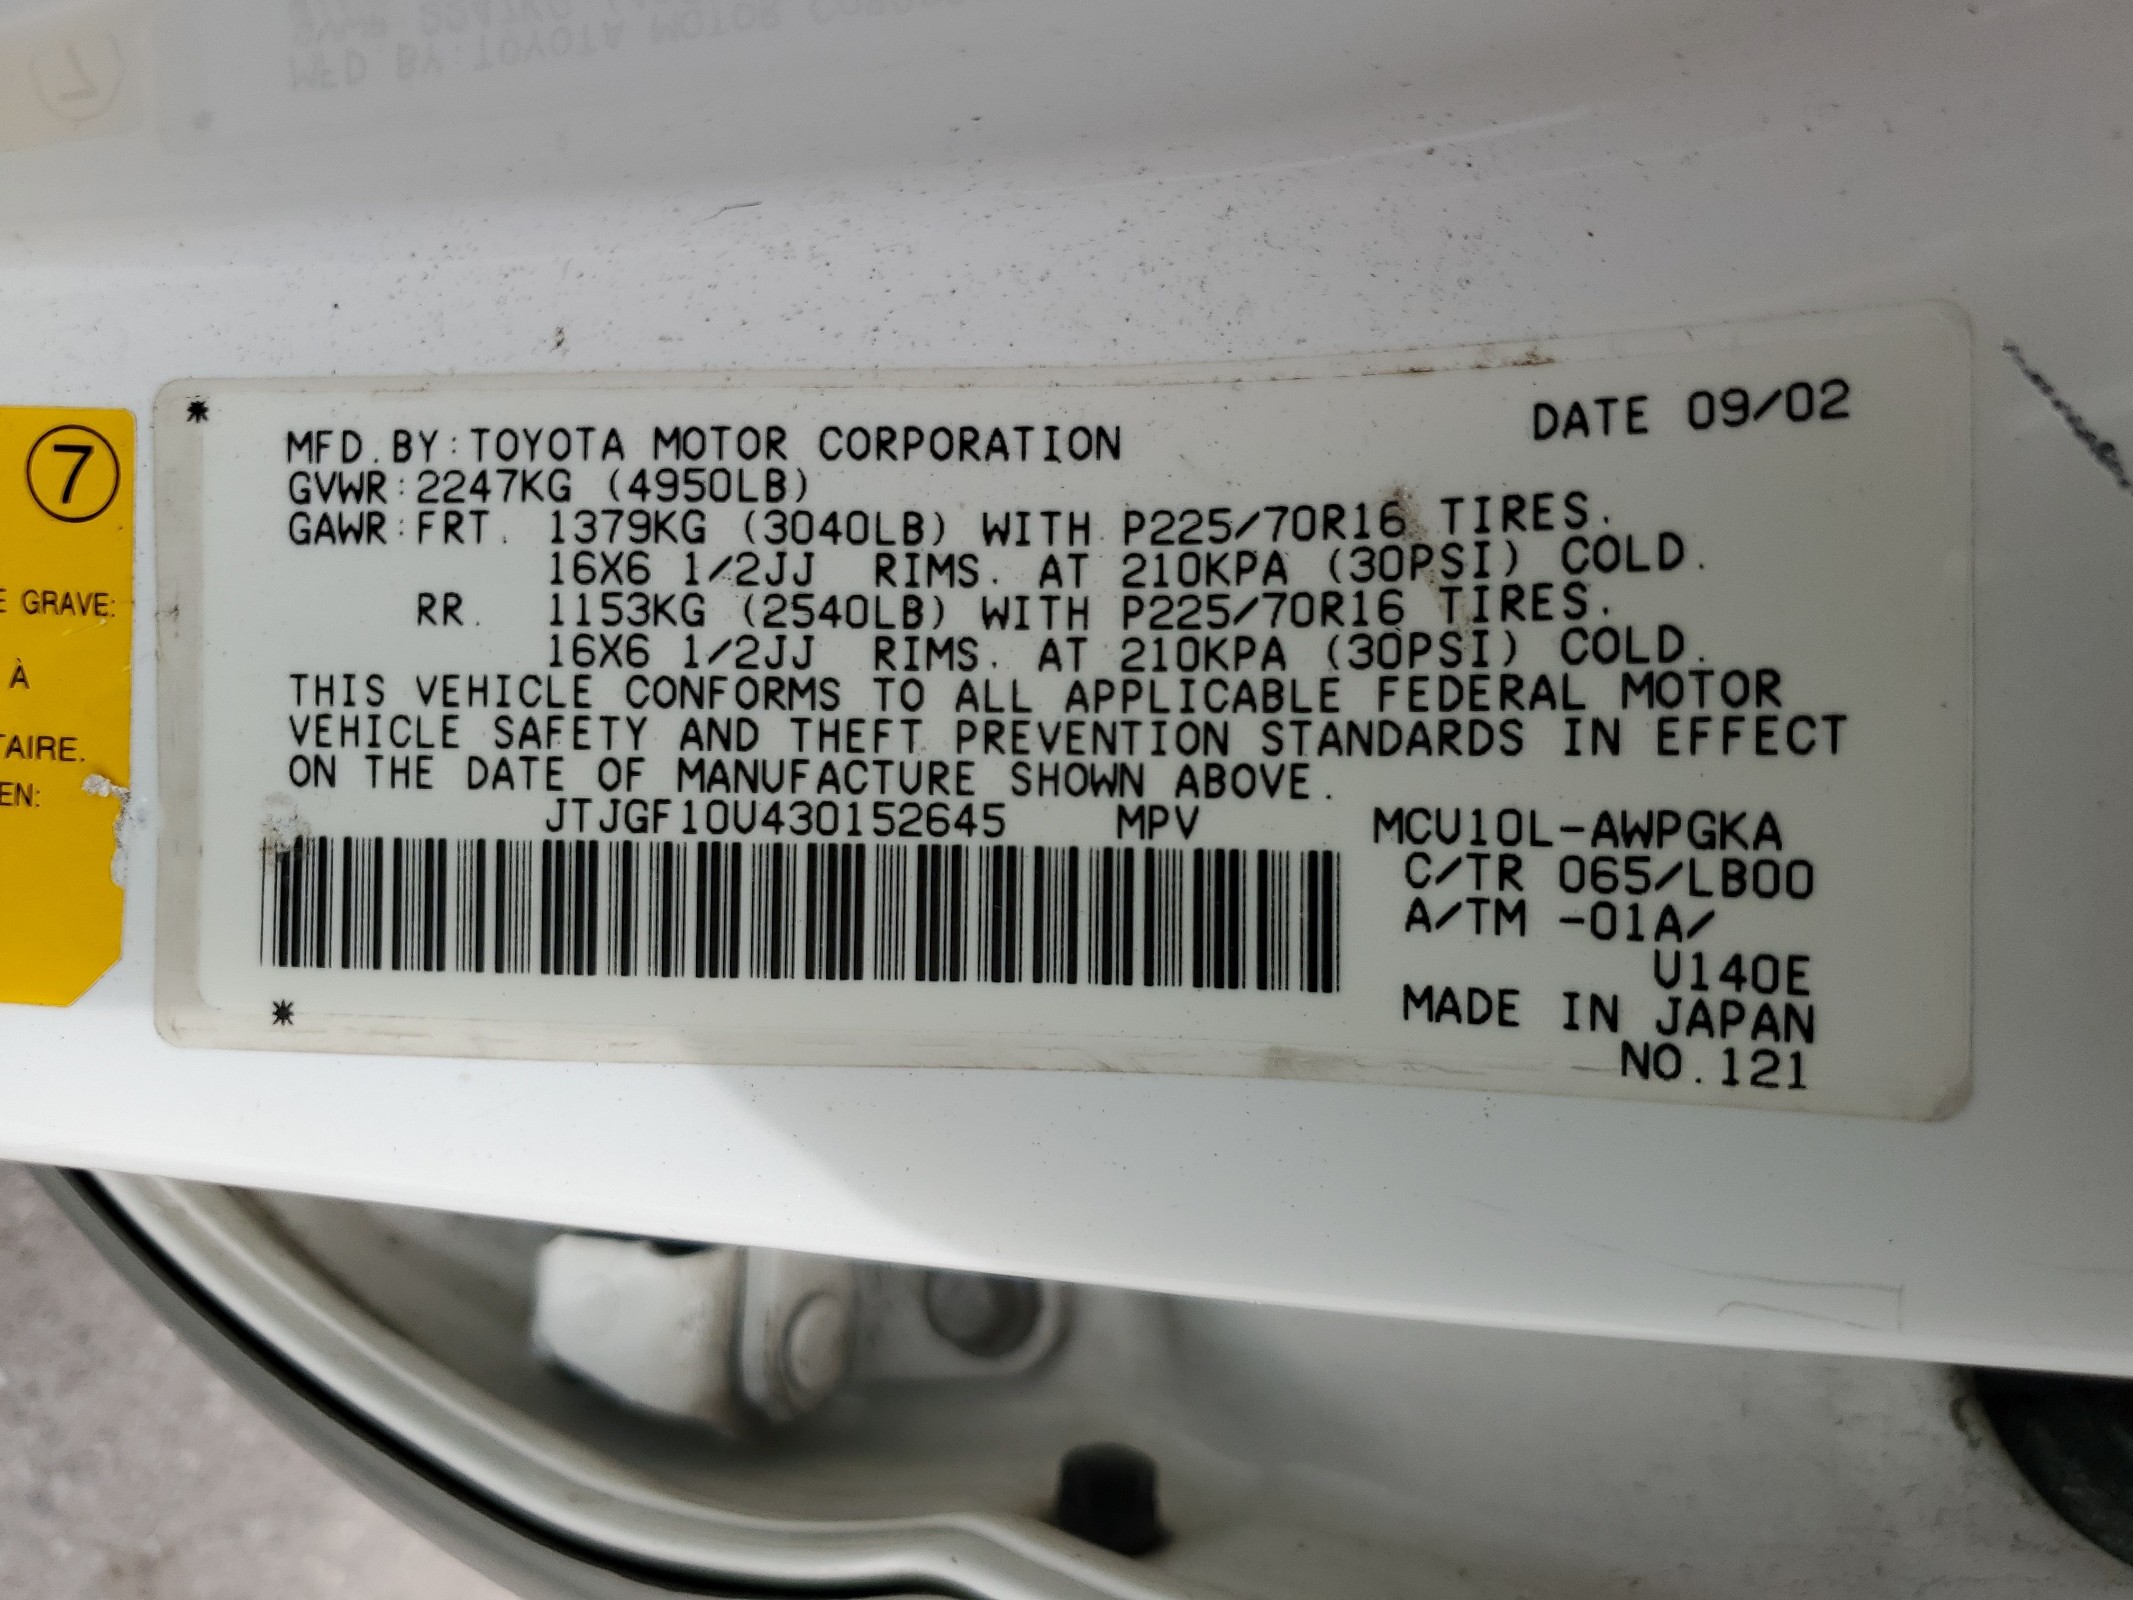 7
E GRAVE:
À
TAIRE.
EN:
DATE 09/02
MFD.BY:TOYOTA MOTOR CORPORATION
GVWR:2247KG (4950LB)
GAWR:FRT. 1379KG (3040LB) WITH P225/70R16 TIRES.
16X6 1/2JJ RIMS. AT 210KPA (30PSI) COLD.
RR. 1153KG (2540LB) WITH P225/70R16 TIRES.
16X6 1/2JJ RIMS. AT 210KPA (30PSI) COLD.
THIS VEHICLE CONFORMS TO ALL APPLICABLE FEDERAL MOTOR
VEHICLE SAFETY AND THEFT PREVENTION STANDARDS IN EFFECT
ON THE DATE OF MANUFACTURE SHOWN ABOVE.
JTJGF10U430152645 MPV MCU10L-AWPGKA
C/TR 065/LB00
A/TM -01A/
U140E
MADE IN JAPAN
NO.121